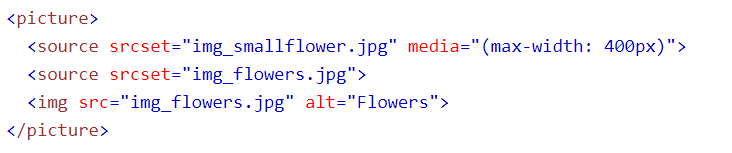 <picture>
<source srcset="img_smallflower.jpg" media="(max-width: 400px)">
<source srcset="img_flowers.jpg">
<img src="img_flowers.jpg" alt="Flowers">
</picture>